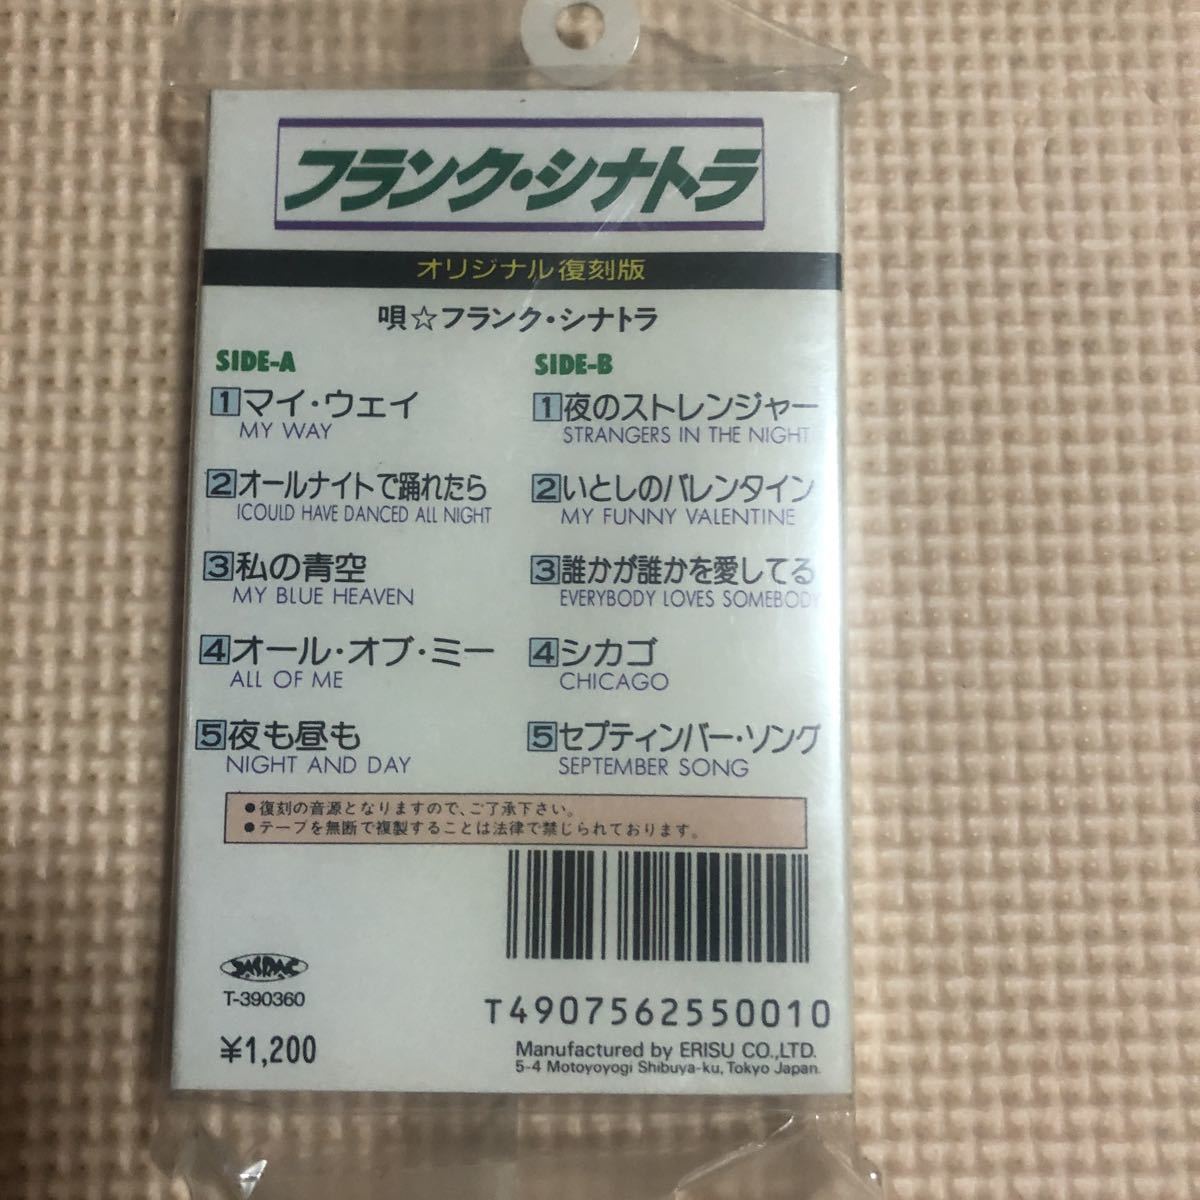 フランク・シナトラ
オリジナル復刻版
唄☆フランク・シナトラ
SIDE-A
1 マイ・ウェイ
MY WAY
2 オールナイトで踊れたら
ICOULD HAVE DANCED ALL NIGHT
3 私の青空
MY BLUE HEAVEN
4 オール・オブ・ミー
ALL OF ME
5 夜も昼も
NIGHT AND DAY
SIDE-B
1 夜のストレンジャー
STRANGERS IN THE NIGHT
2 いとしのバレンタイン
MY FUNNY VALENTINE
3 誰かが誰かを愛してる
EVERYBODY LOVES SOMEBODY
4 シカゴ
CHICAGO
5 セプティンバー・ソング
SEPTEMBER SONG
●復刻の音源となりますので、ご了承下さい。
●テープを無断で複製することは法律で禁じられております。
JASRAC
T-390360
¥1,200
T4907562550010
Manufactured by ERISU CO.,LTD.
5-4 Motoyoyogi Shibuya-ku, Tokyo Japan.